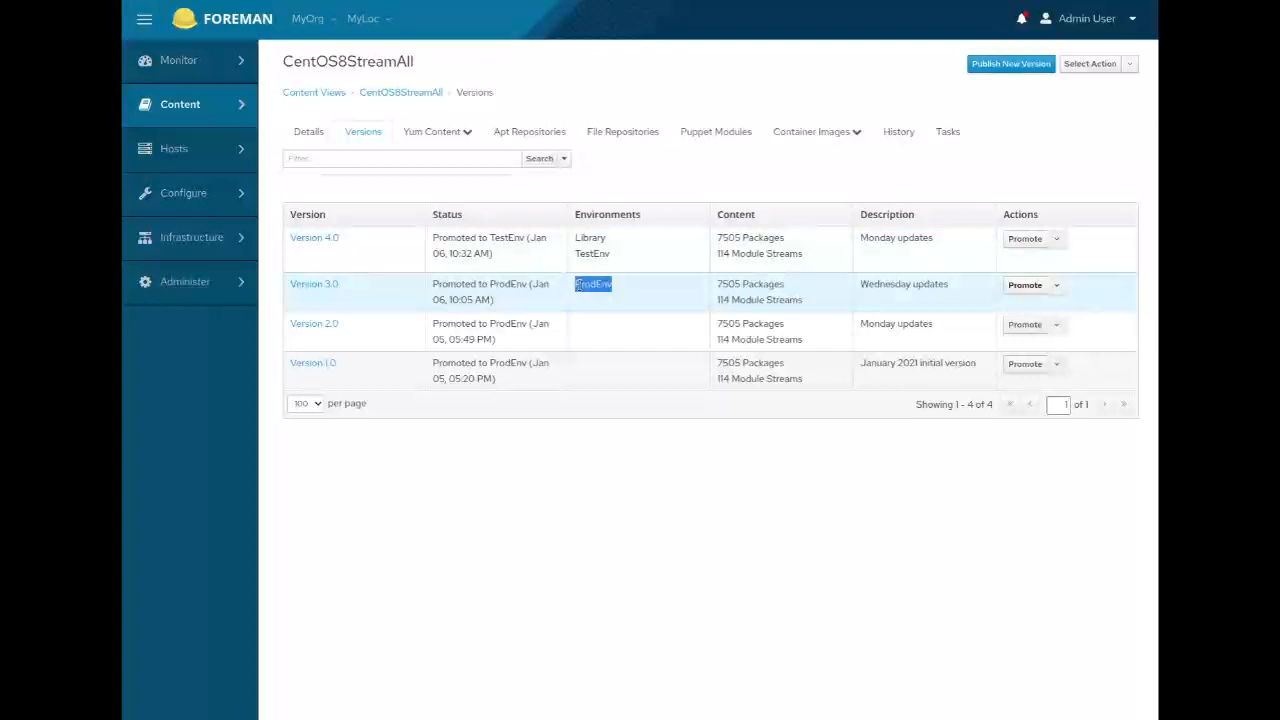 FOREMAN MyOrg MyLoc Admin User
Monitor
Content
Hosts
Configure
Infrastructure
Administer
CentOS8StreamAll
Publish New Version Select Action
Content Views CentOS8StreamAll Versions
Details Versions Yum Content Apt Repositories File Repositories Puppet Modules Container Images History Tasks
Filter... Search
Version Status Environments Content Description Actions
Version 4.0 Promoted to TestEnv (Jan Library 7505 Packages Monday updates Promote
06, 10:32 AM) TestEnv 114 Module Streams
Version 3.0 Promoted to ProdEnv (Jan ProdEnv 7505 Packages Wednesday updates Promote
06, 10:05 AM) 114 Module Streams
Version 2.0 Promoted to ProdEnv (Jan 7505 Packages Monday updates Promote
05, 05:49 PM) 114 Module Streams
Version 1.0 Promoted to ProdEnv (Jan 7505 Packages January 2021 initial version Promote
05, 05:20 PM) 114 Module Streams
100 per page Showing 1 - 4 of 4 « ‹ 1 of 1 › »